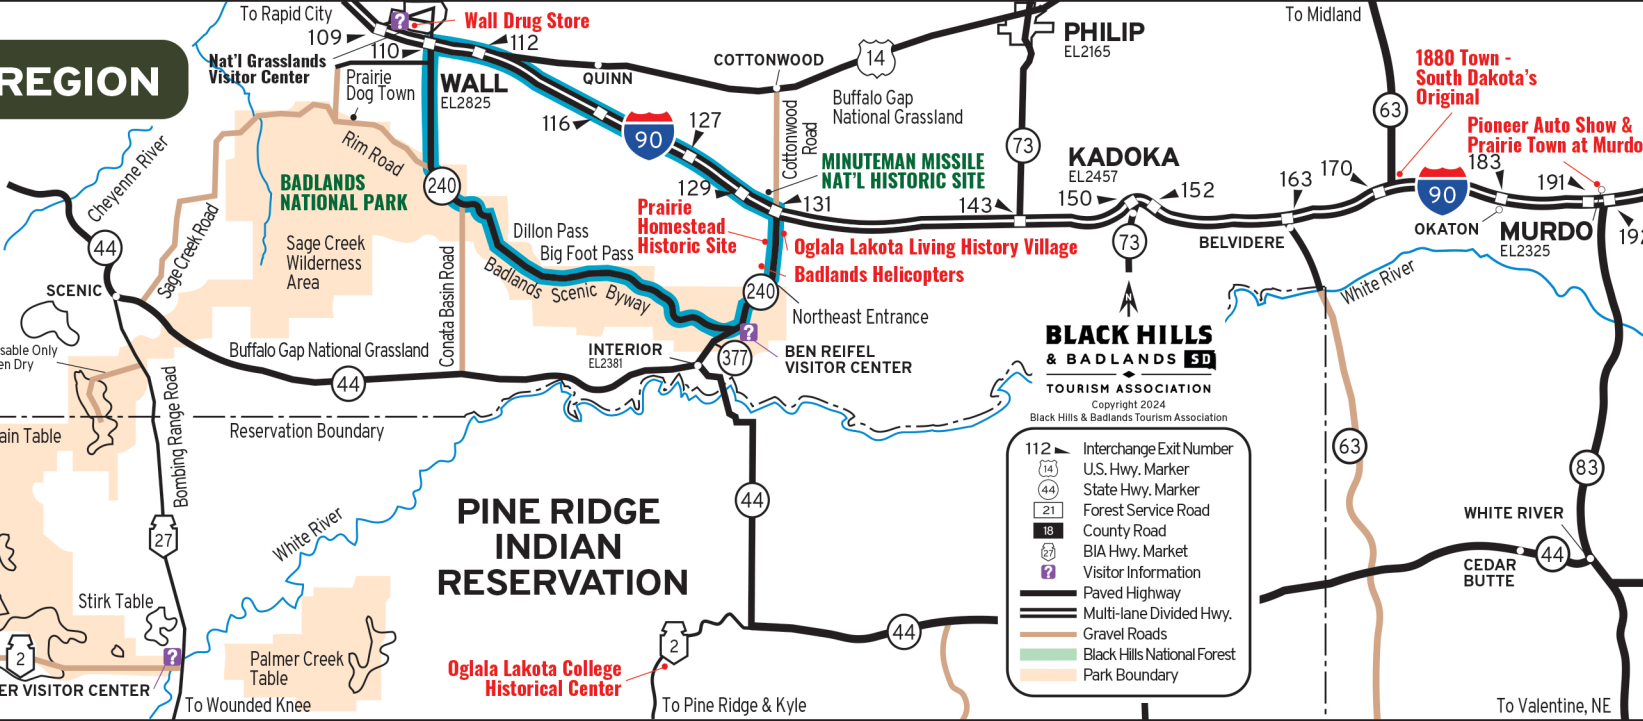 To Rapid City
109
110
Wall Drug Store
112
Nat'l Grasslands
Visitor Center
REGION
Prairie
Dog Town
WALL
EL2825
QUINN
COTTONWOOD
14
PHILIP
EL2165
To Midland
1880 Town -
South Dakota's
Original
63
Pioneer Auto Show &
Prairie Town at Murdo
Buffalo Gap
National Grassland
116
90
127
Cottonwood
Road
73
Rim Road
Cheyenne River
BADLANDS
NATIONAL PARK
240
MINUTEMAN MISSILE
NAT'L HISTORIC SITE
KADOKA
EL2457
129
131
143
150
152
163
170
90
183
191
192
Prairie
Homestead
Historic Site
Oglala Lakota Living History Village
Badlands Helicopters
73
BELVIDERE
OKATON
MURDO
EL2325
44
Sage Creek Road
Sage Creek
Wilderness
Area
Dillon Pass
Big Foot Pass
Badlands Scenic Byway
Conata Basin Road
240
Northeast Entrance
White River
SCENIC
BLACK HILLS
& BADLANDS SD
TOURISM ASSOCIATION
Copyright 2024
Black Hills & Badlands Tourism Association
sable Only
en Dry
Buffalo Gap National Grassland
44
INTERIOR
EL2381
377
BEN REIFEL
VISITOR CENTER
Bombing Range Road
ain Table
Reservation Boundary
112 Interchange Exit Number
14 U.S. Hwy. Marker
44 State Hwy. Marker
21 Forest Service Road
18 County Road
27 BIA Hwy. Market
? Visitor Information
Paved Highway
Multi-lane Divided Hwy.
Gravel Roads
Black Hills National Forest
Park Boundary
63
83
44
PINE RIDGE
INDIAN
RESERVATION
27
White River
WHITE RIVER
44
CEDAR
BUTTE
Stirk Table
2
ER VISITOR CENTER
Palmer Creek
Table
To Wounded Knee
Oglala Lakota College
Historical Center
2
44
To Pine Ridge & Kyle
To Valentine, NE